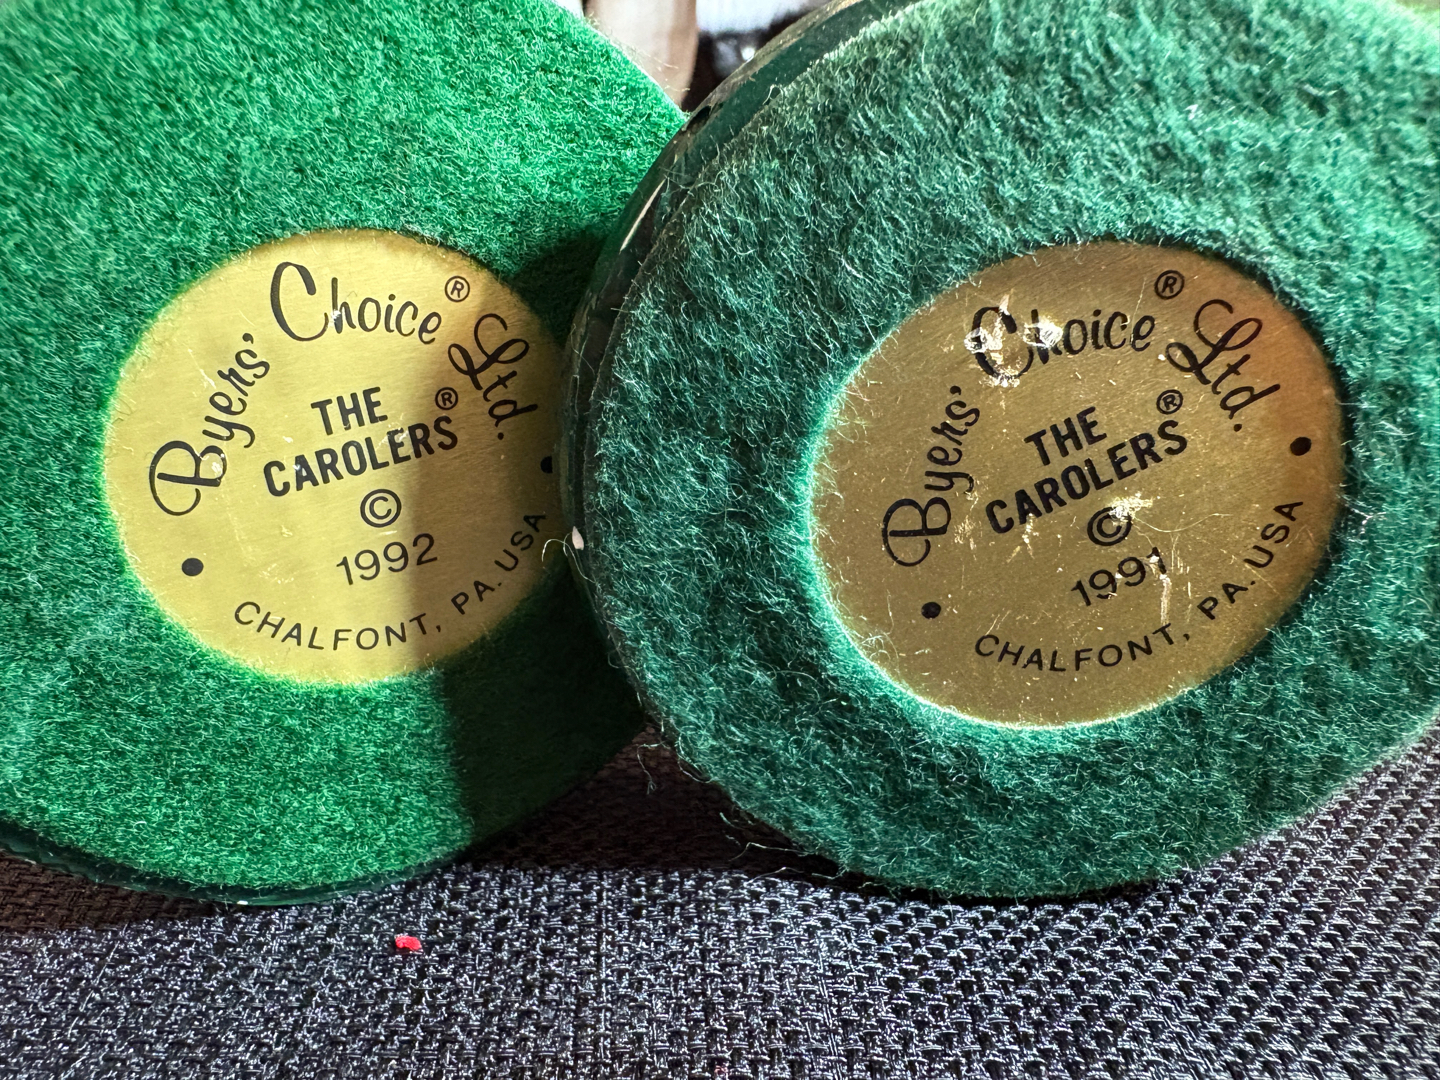 Byers' Choice® Ltd.
THE
CAROLERS®
©
1992
CHALFONT, PA. USA
Byers' Choice® Ltd.
THE
CAROLERS®
©
1991
CHALFONT, PA. USA